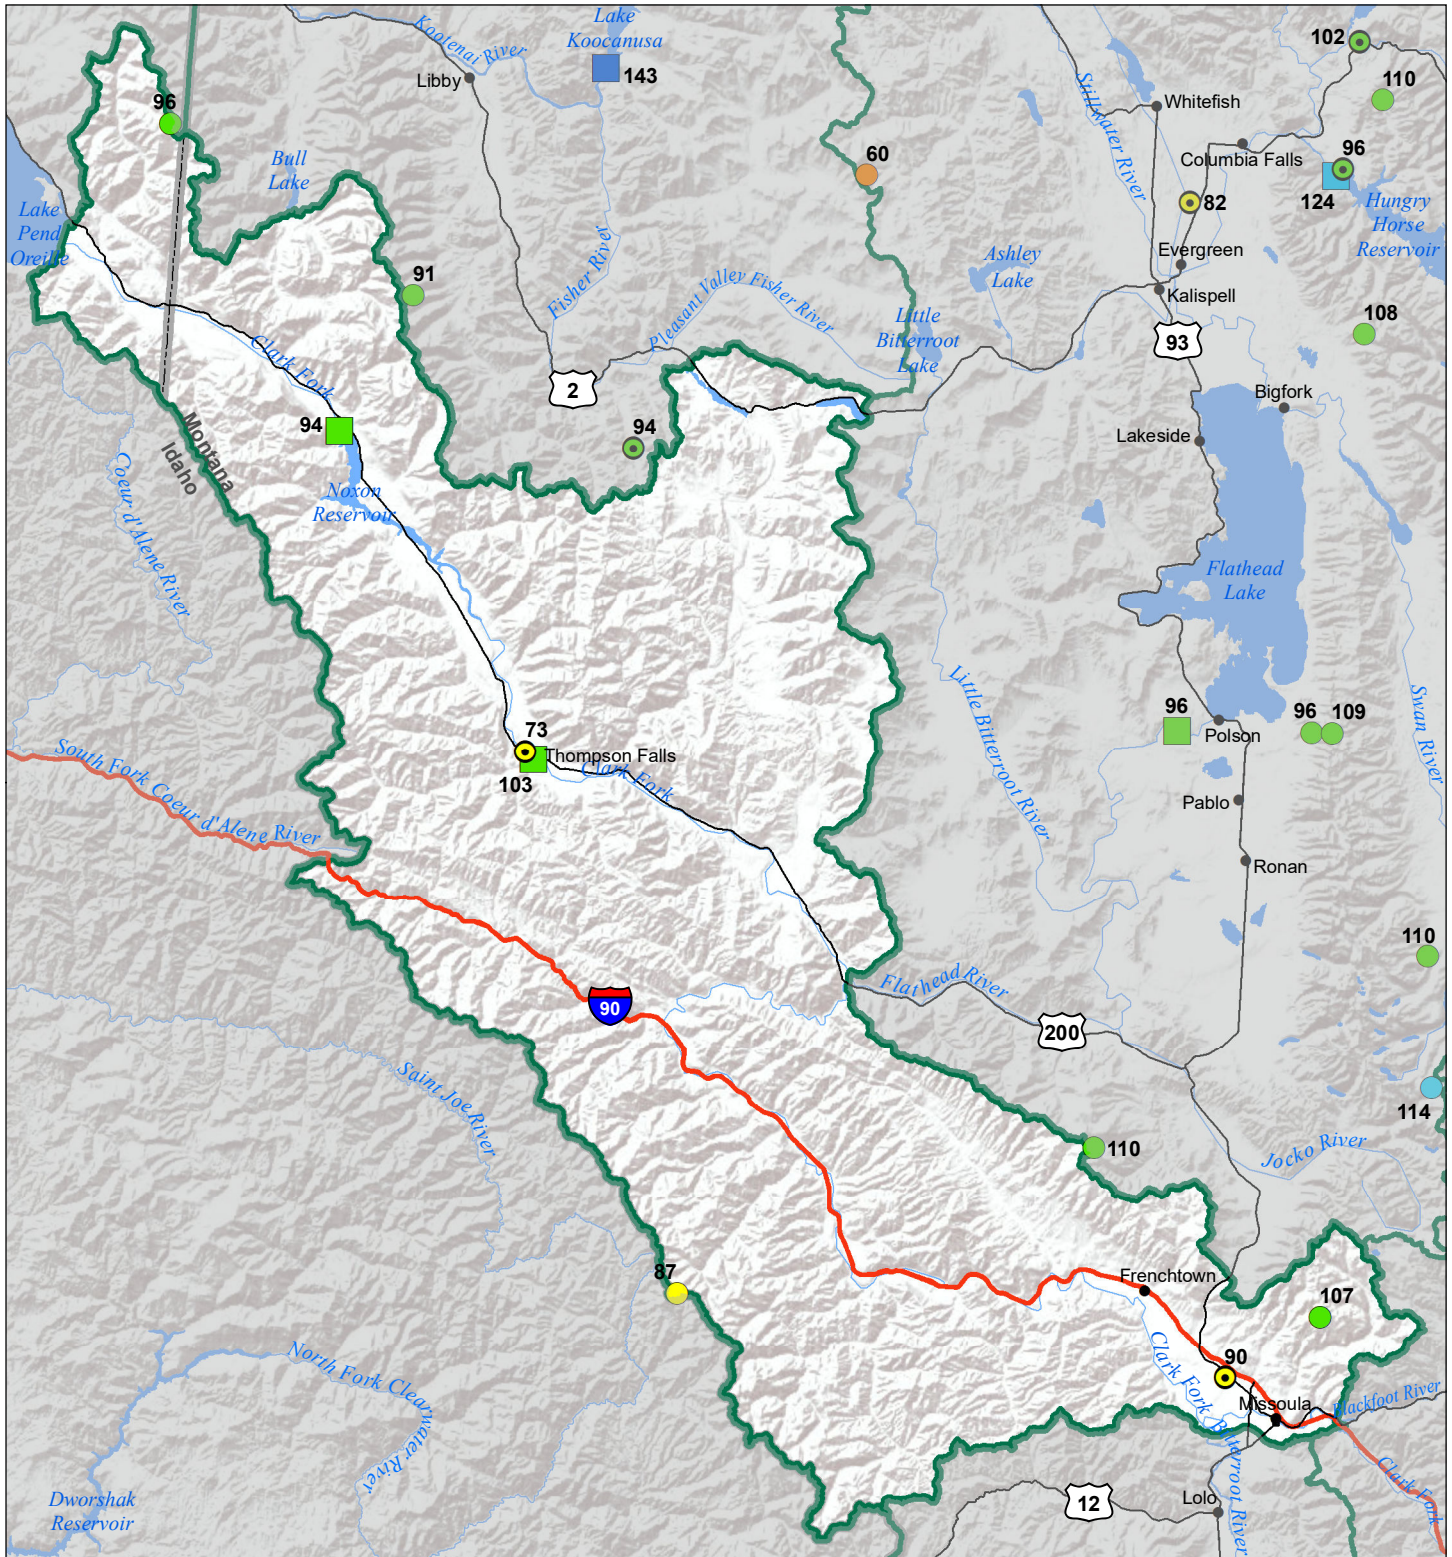 Lake
Koocanusa
Kootenai River
Libby
143
102
110
Whitefish
Stillwater River
Columbia Falls
96
124
Hungry
Horse
Reservoir
96
Bull
Lake
60
82
Lake
Pend
Oreille
Evergreen
Ashley
Lake
Kalispell
91
Fisher River
Pleasant Valley Fisher River
Little
Bitterroot
Lake
93
108
Clark Fork
2
Bigfork
94
94
Lakeside
Montana
Idaho
Coeur d'Alene River
Noxon
Reservoir
Flathead
Lake
Little Bitterroot River
Swan River
96
96
109
Polson
73
Thompson Falls
103
Clark Fork
South Fork Coeur d'Alene River
Pablo
Ronan
110
Flathead River
90
200
Saint Joe River
114
110
Jocko River
87
Frenchtown
107
90
Clark Fork
Missoula
Blackfoot River
North Fork Clearwater River
Bitterroot River
Clark Fork
Dworshak
Reservoir
12
Lolo